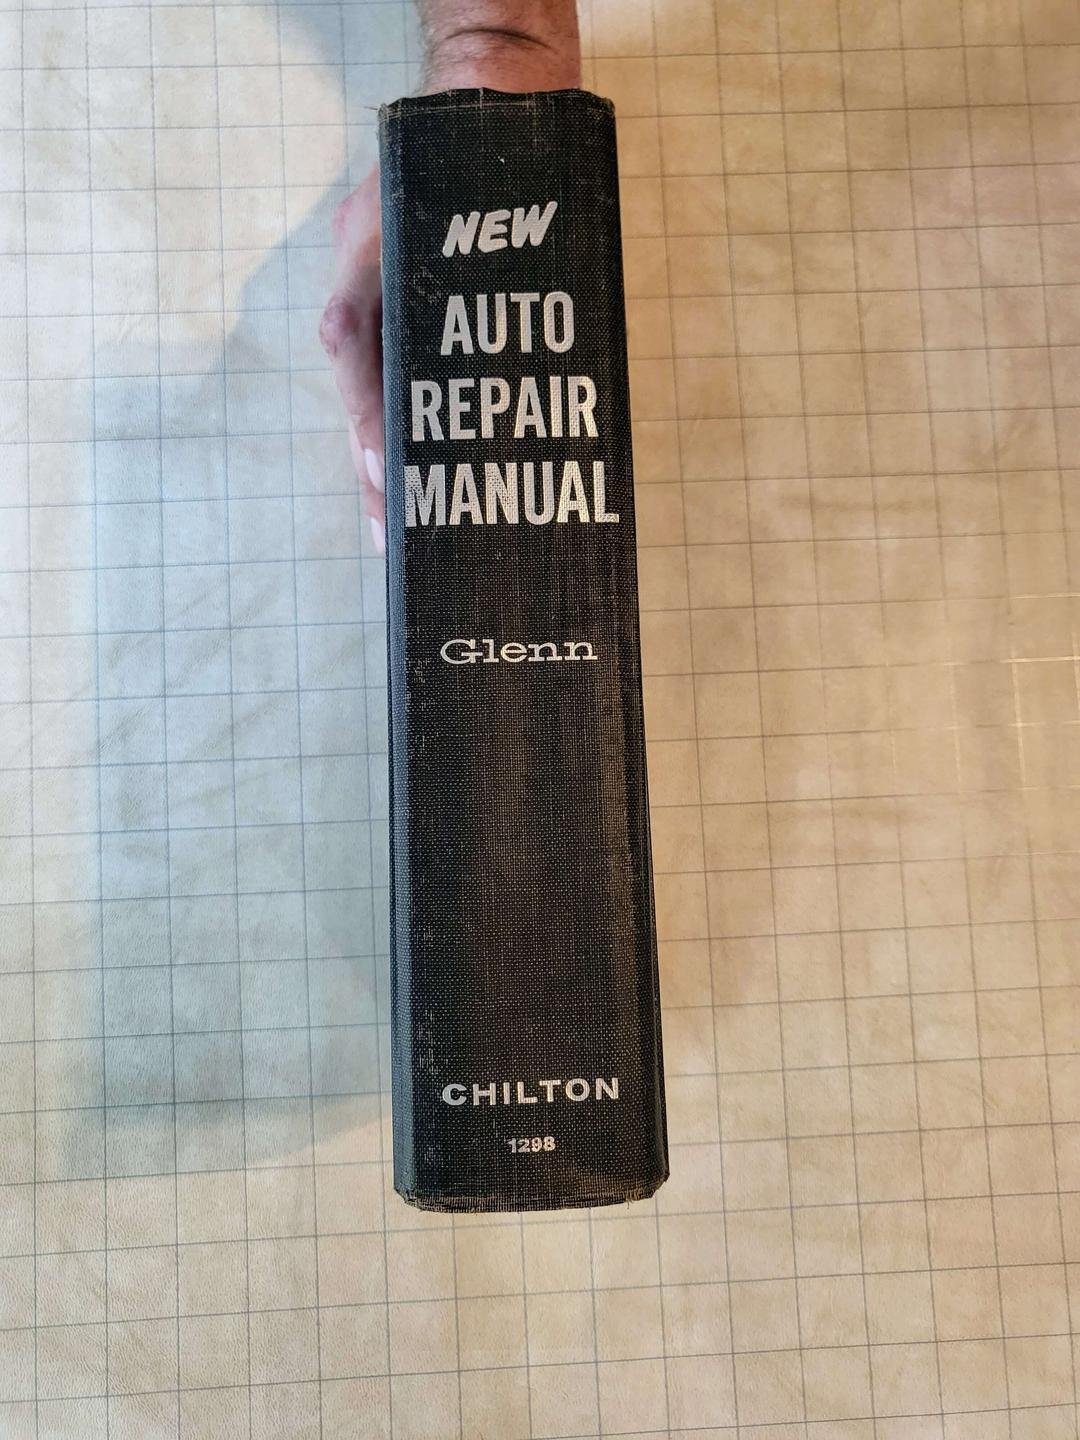 NEW
AUTO
REPAIR
MANUAL
Glenn
CHILTON
1298